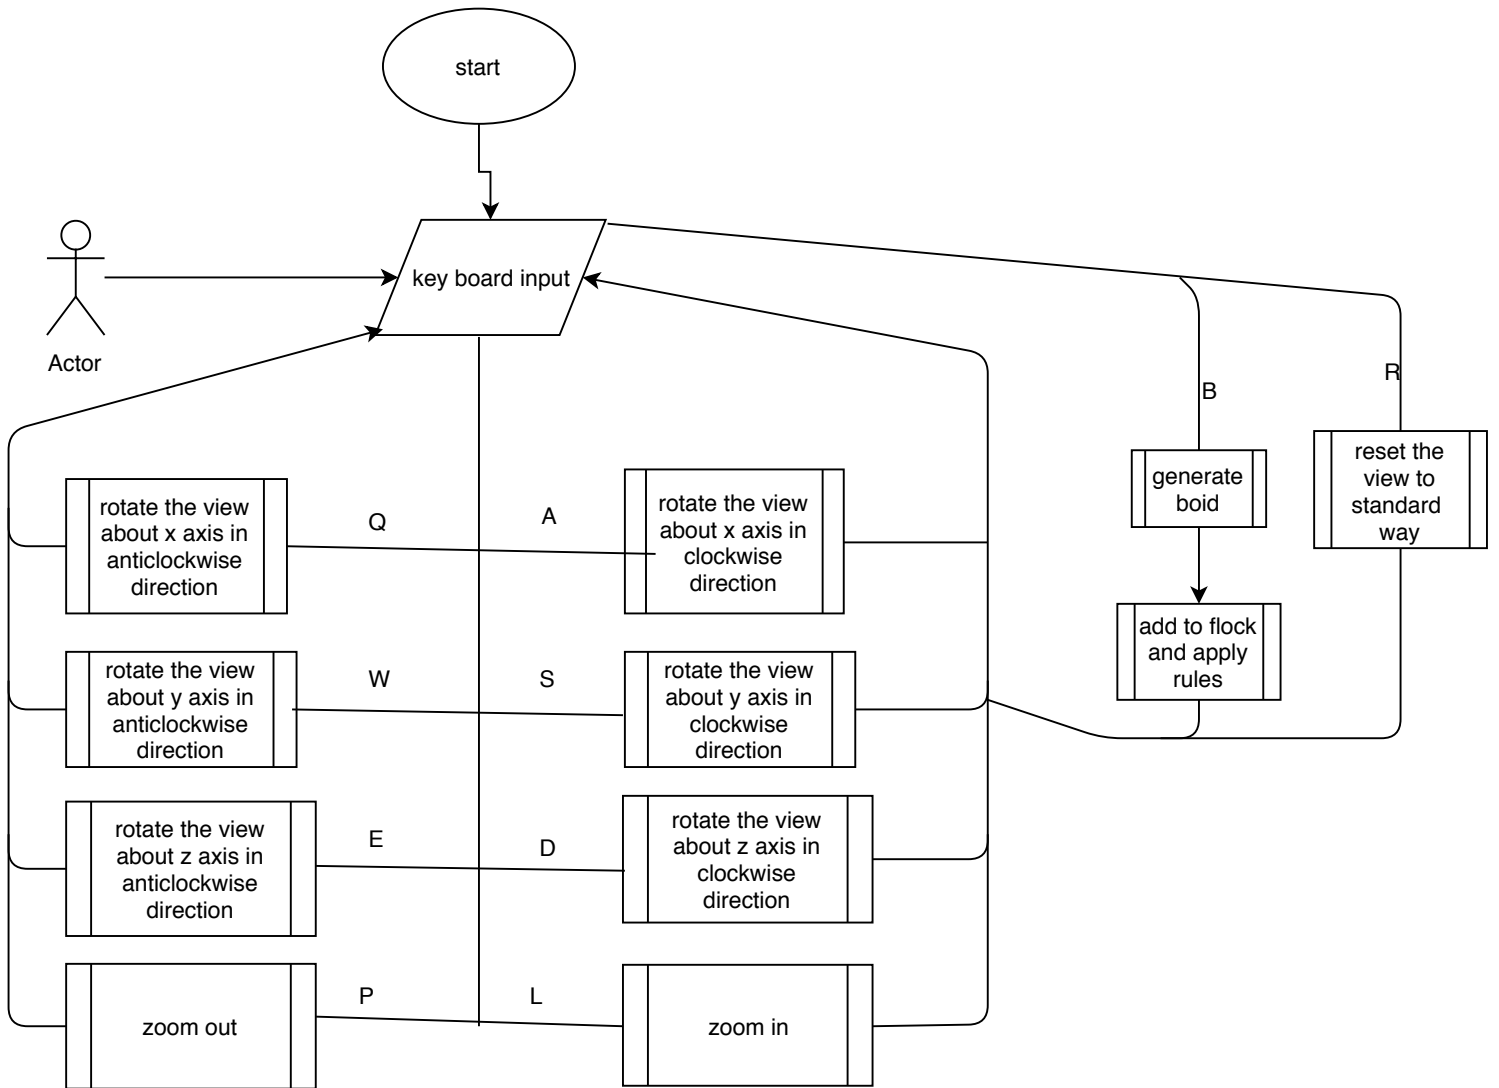 start
key board input
Actor
B
R
generate
boid
reset the
view to
standard
way
rotate the view
about x axis in
anticlockwise
direction
Q
A
rotate the view
about x axis in
clockwise
direction
add to flock
and apply
rules
rotate the view
about y axis in
anticlockwise
direction
W
S
rotate the view
about y axis in
clockwise
direction
rotate the view
about z axis in
anticlockwise
direction
E
D
rotate the view
about z axis in
clockwise
direction
zoom out
P
L
zoom in